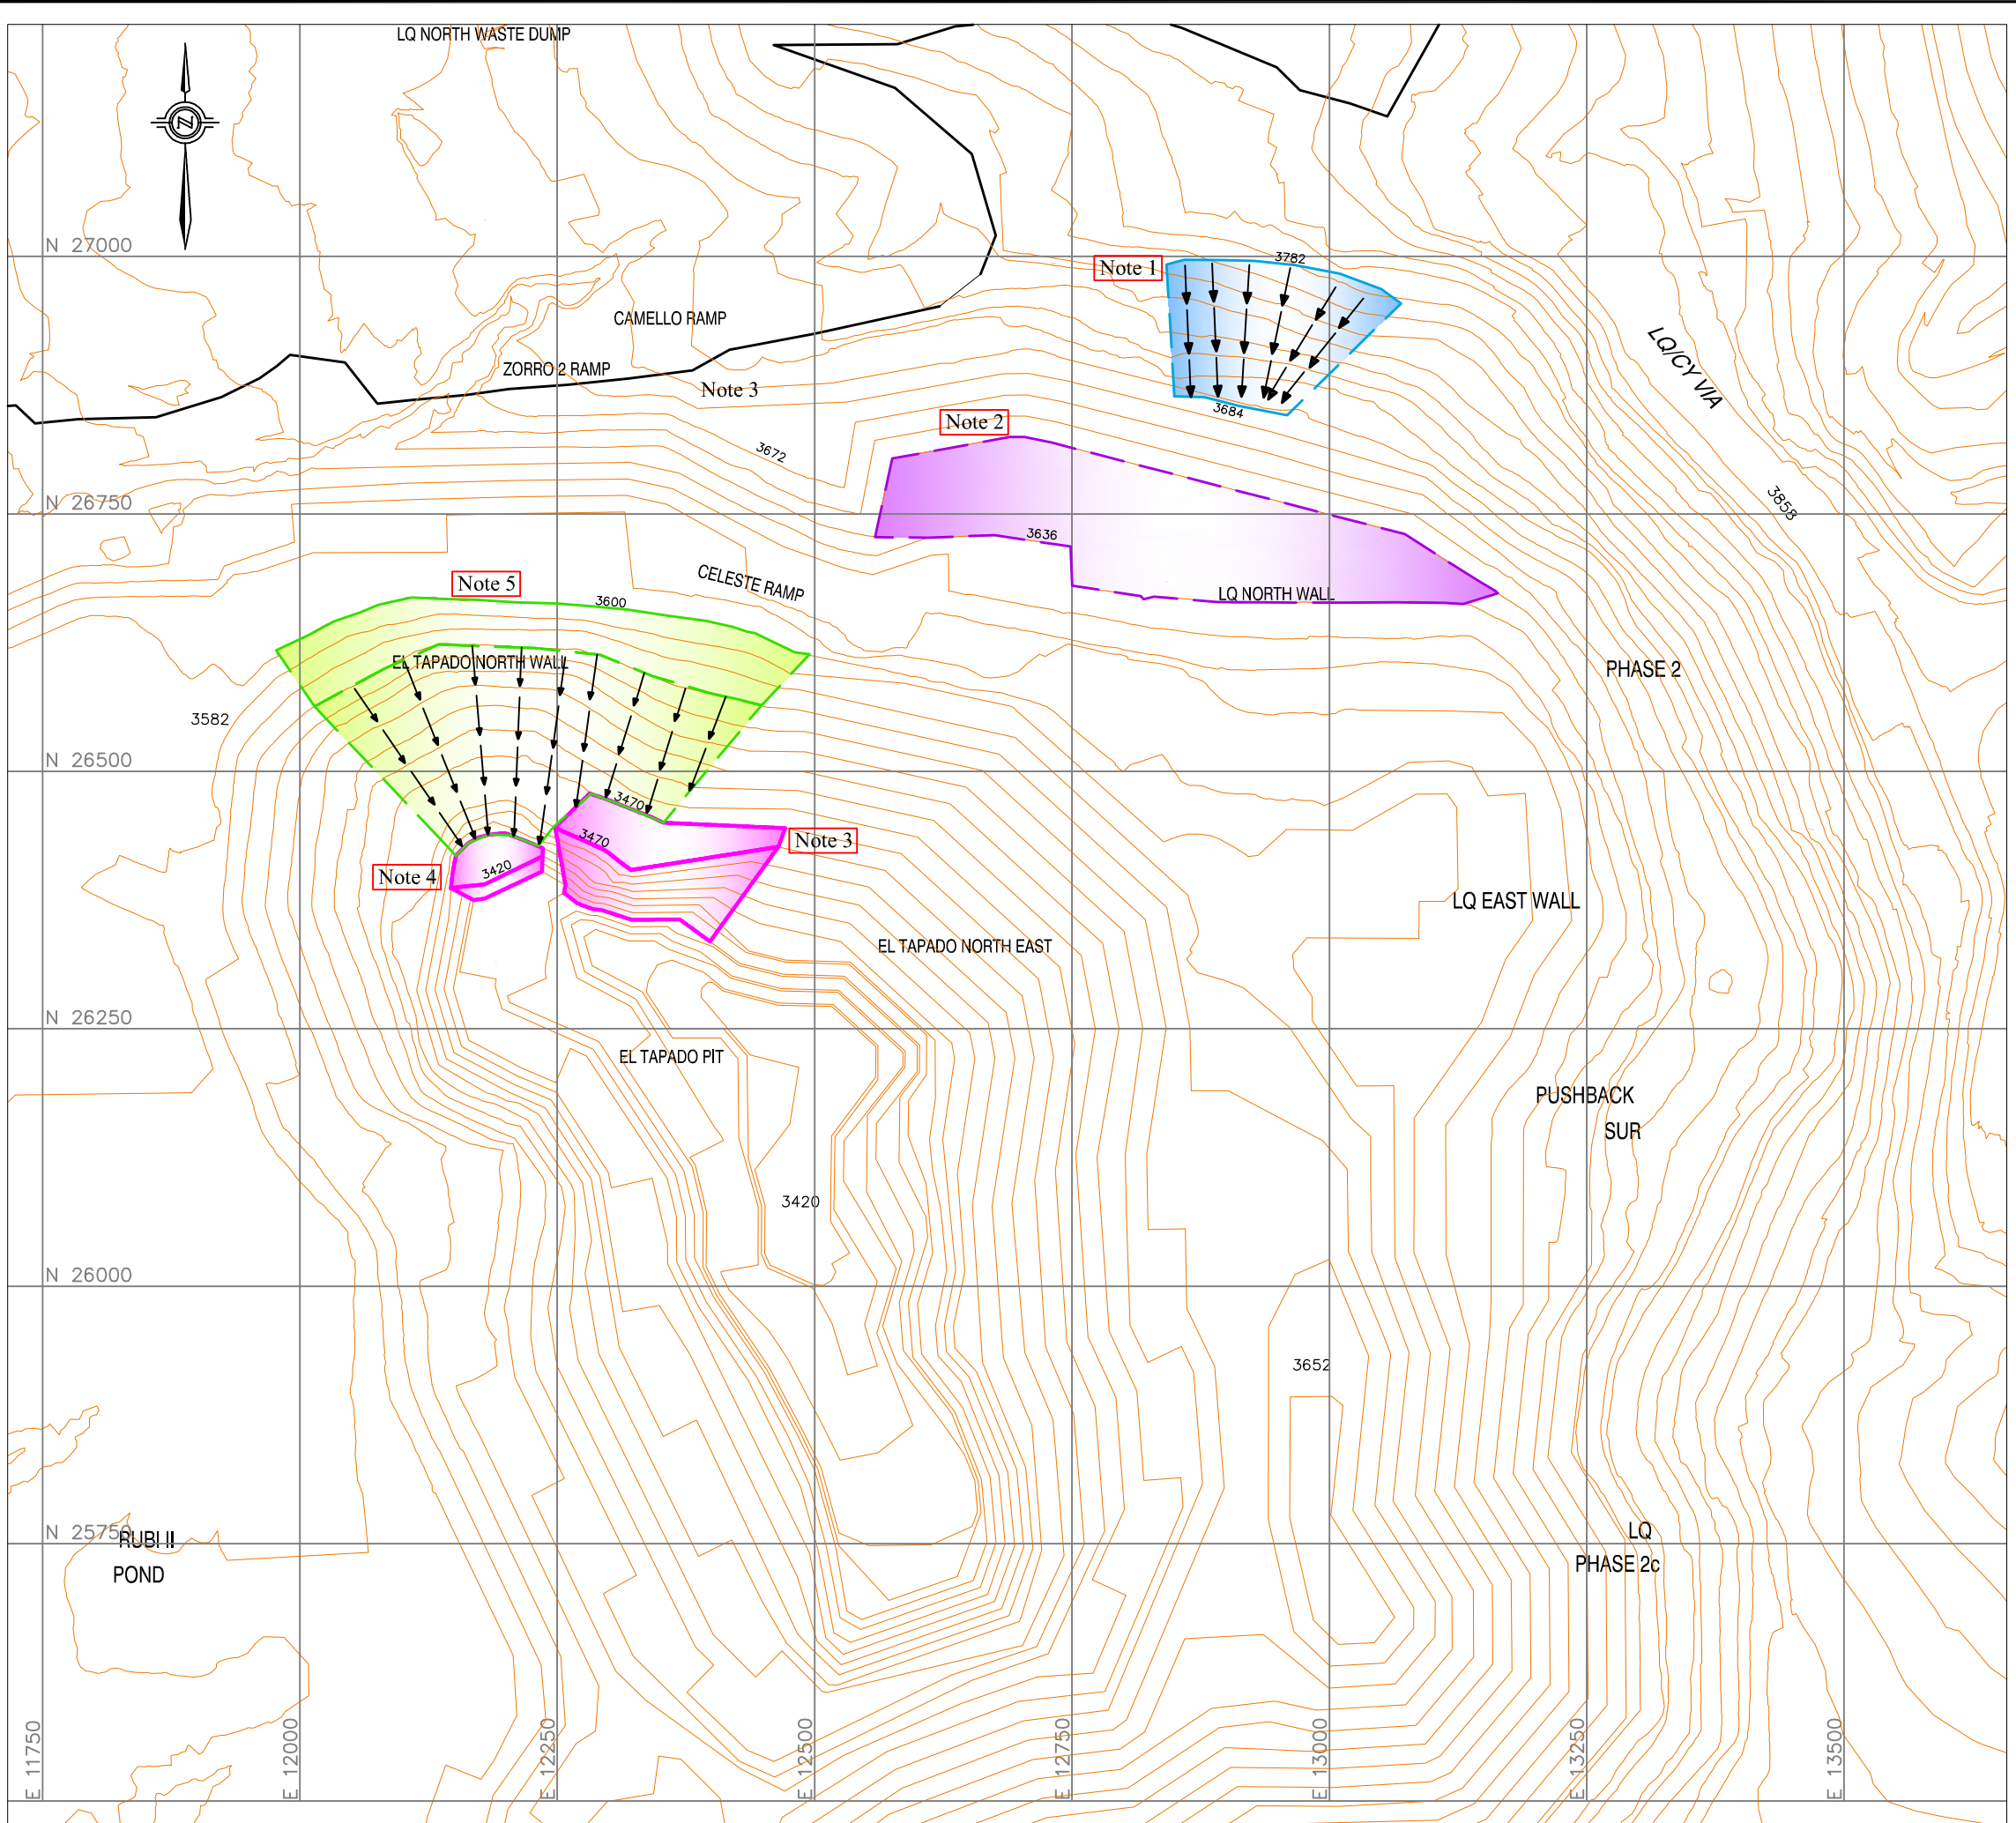 LQ NORTH WASTE DUMP
N
N 27000
Note 1
3782
CAMELLO RAMP
ZORRO 2 RAMP
Note 3
LQ/CY VIA
3684
Note 2
3672
N 26750
3858
3636
CELESTE RAMP
Note 5
3600
LQ NORTH WALL
EL TAPADO NORTH WALL
PHASE 2
3582
N 26500
3470
3470
Note 3
Note 4
3420
LQ EAST WALL
EL TAPADO NORTH EAST
N 26250
EL TAPADO PIT
PUSHBACK
SUR
3420
N 26000
3652
N 25750
RUBI II
POND
LQ
PHASE 2c
E 11750
E 12000
E 12250
E 12500
E 12750
E 13000
E 13250
E 13500